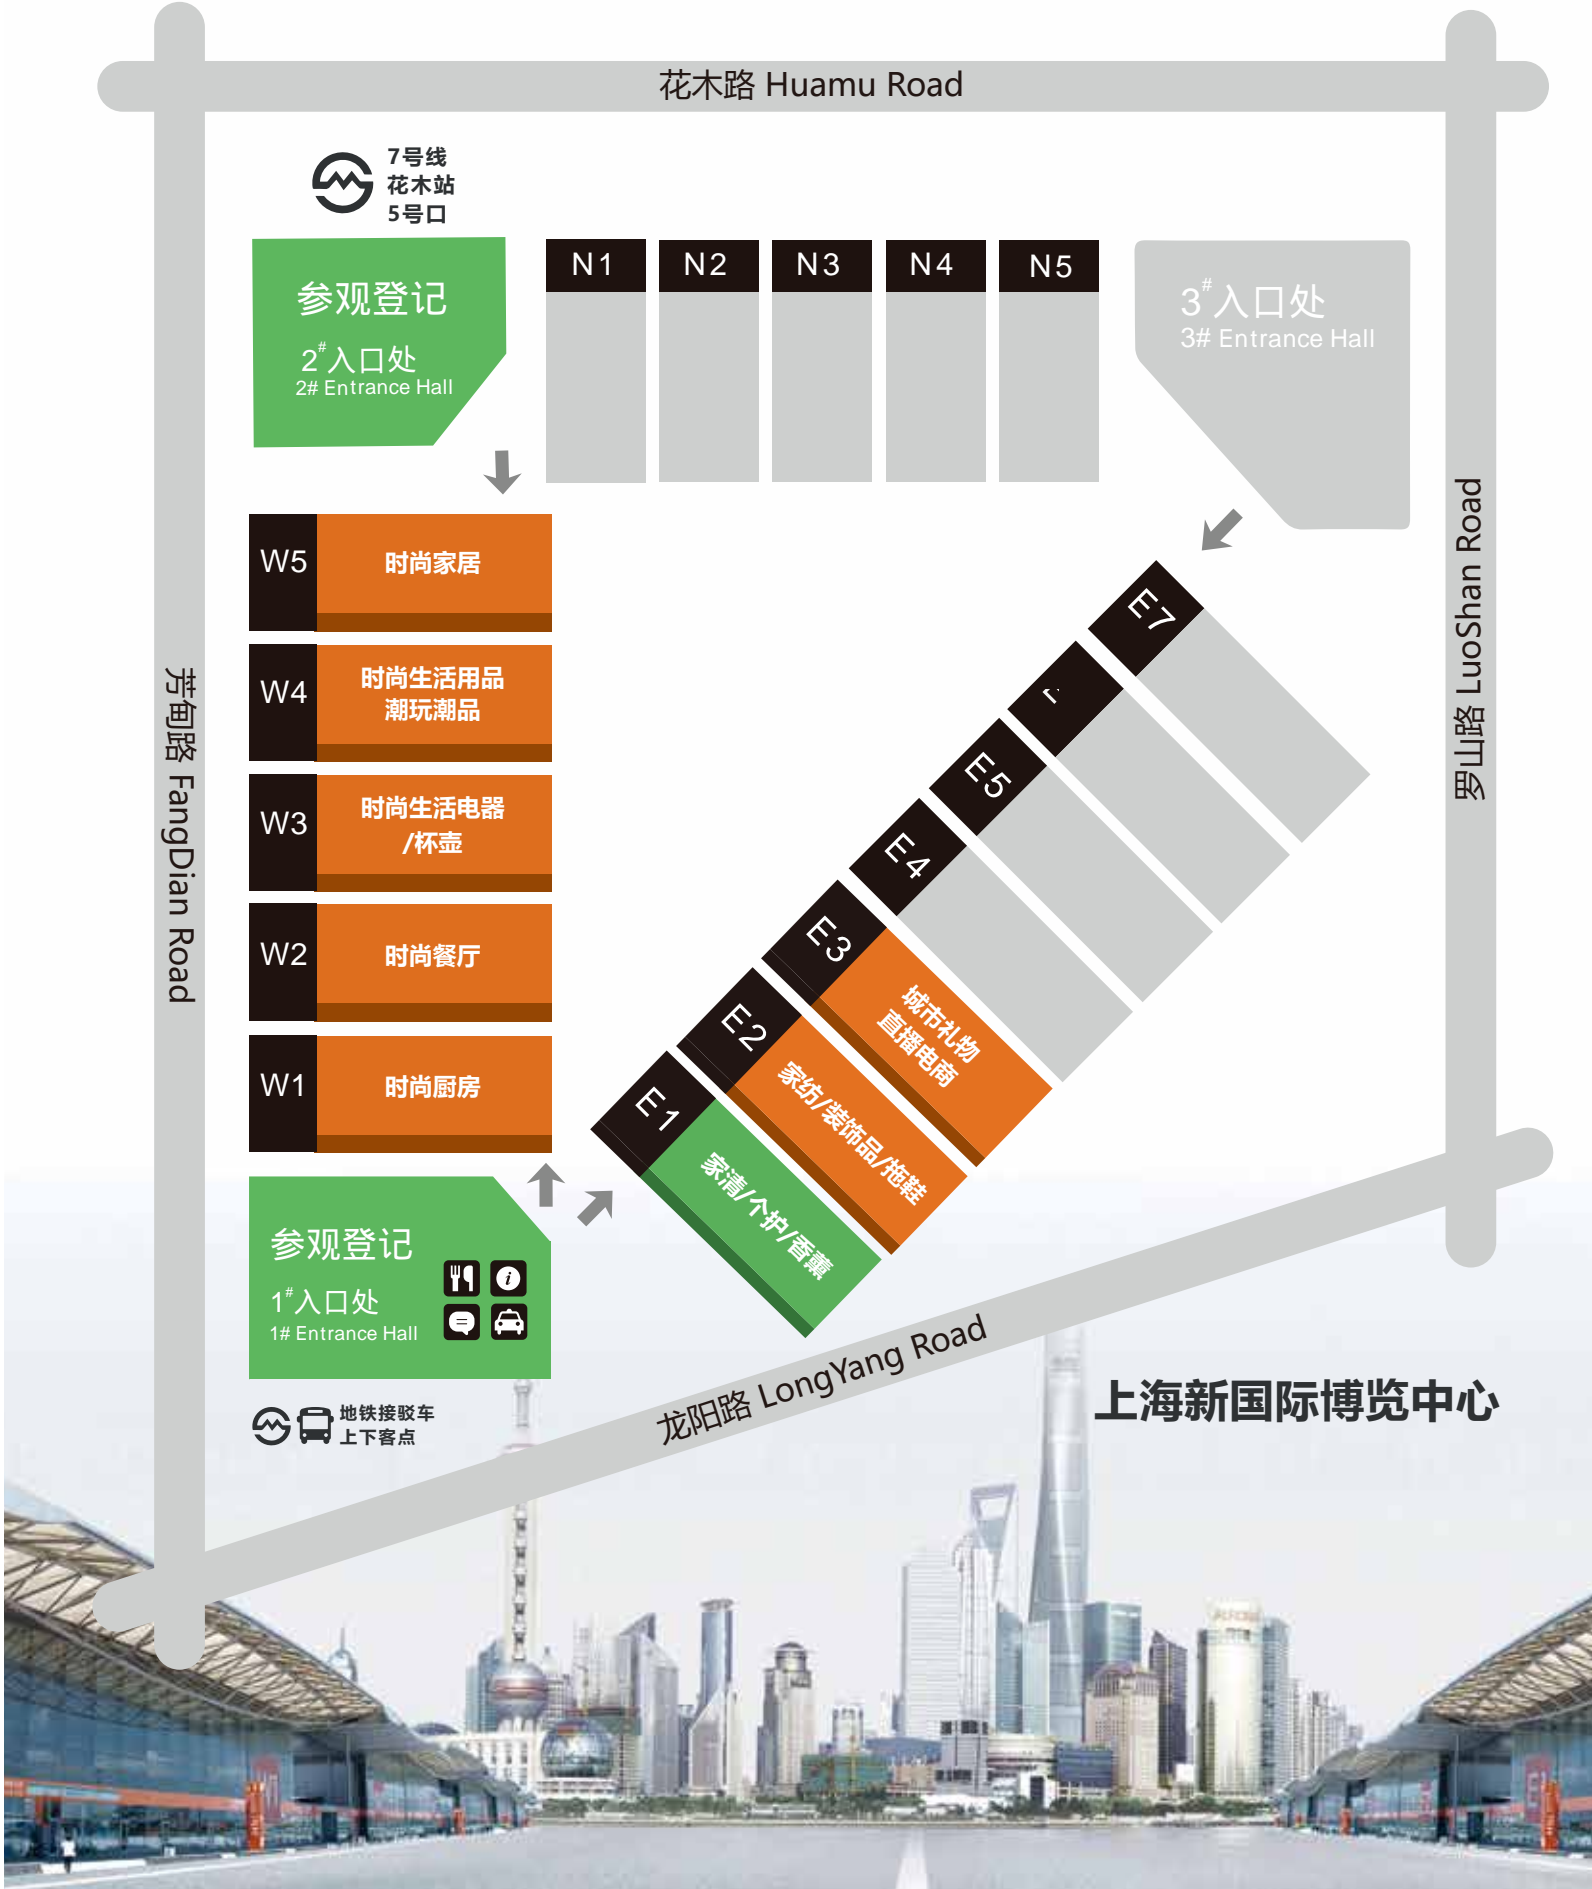 花木路 Huamu Road
7号线
花木站
5号口
参观登记
2#入口处
2# Entrance Hall
N1
N2
N3
N4
N5
3#入口处
3# Entrance Hall
W5
时尚家居
W4
时尚生活用品
潮玩潮品
W3
时尚生活电器
/杯壶
W2
时尚餐厅
W1
时尚厨房
E7
E5
E4
E3
城市礼物
直播电商
E2
家纺/装饰品/拖鞋
E1
家清/个护/香薰
芳甸路 FangDian Road
罗山路 LuoShan Road
参观登记
1#入口处
1# Entrance Hall
地铁接驳车
上下客点
龙阳路 LongYang Road
上海新国际博览中心